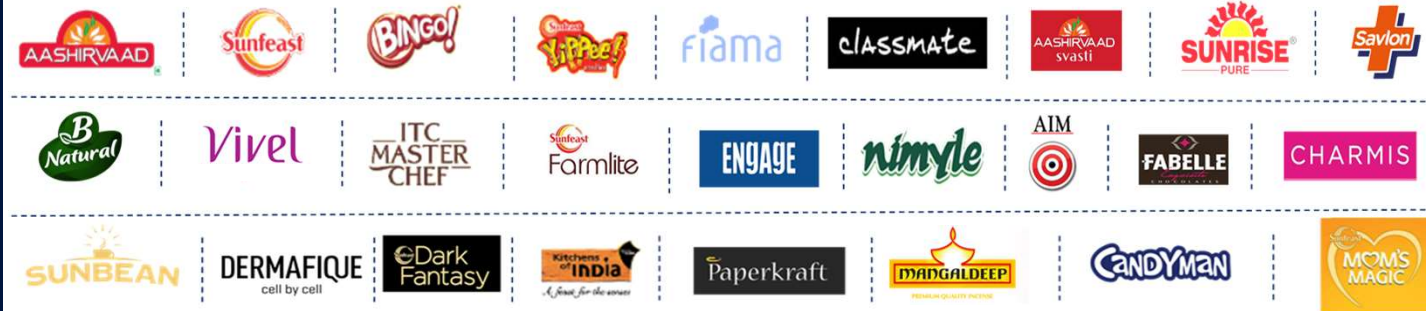 AASHIRVAAD
Sunfeast
BINGO!
Sunfeast
YiPPee!
fiama
classmate
AASHIRVAAD
svasti
SUNRISE®
PURE
Savlon
B
Natural
Vivel
ITC
MASTER
CHEF
Sunfeast
Farmlite
ENGAGE
nimyle
AIM
FABELLE
Exquisite
CHOCOLATES
CHARMIS
SUNBEAN
DERMAFIQUE
cell by cell
Dark
Fantasy
Kitchens
of INDIA
A feast for the senses
Paperkraft
MANGALDEEP
PREMIUM QUALITY INCENSE
CANDYMAN
Sunfeast
MOM'S
MAGIC